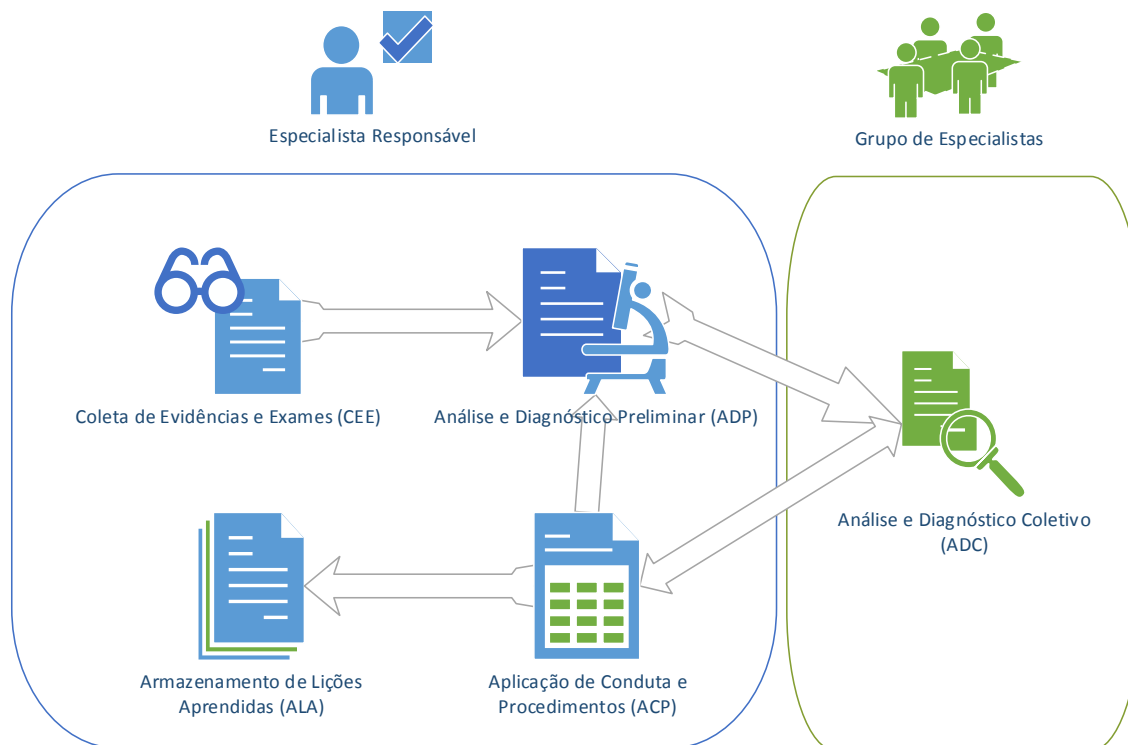 Especialista Responsável
Grupo de Especialistas
Coleta de Evidências e Exames (CEE)
Análise e Diagnóstico Preliminar (ADP)
Análise e Diagnóstico Coletivo
(ADC)
Armazenamento de Lições
Aprendidas (ALA)
Aplicação de Conduta e
Procedimentos (ACP)